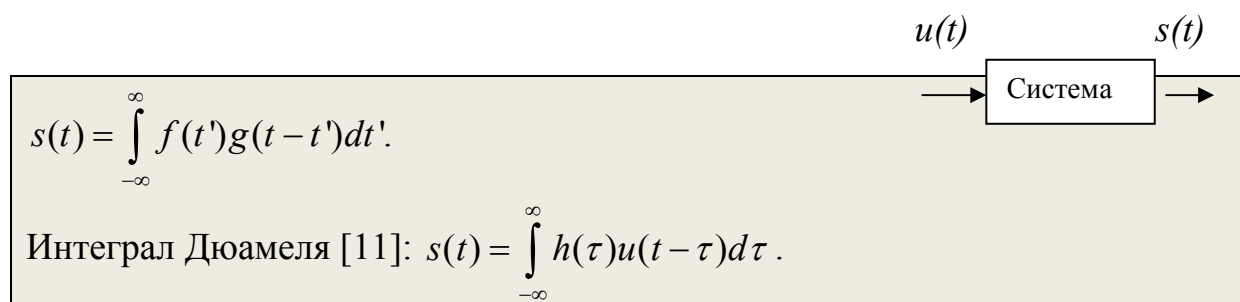 u(t) s(t)
Система
s(t) = ∫_{-∞}^{∞} f(t')g(t − t')dt'.
Интеграл Дюамеля [11]: s(t) = ∫_{-∞}^{∞} h(τ)u(t − τ)dτ .